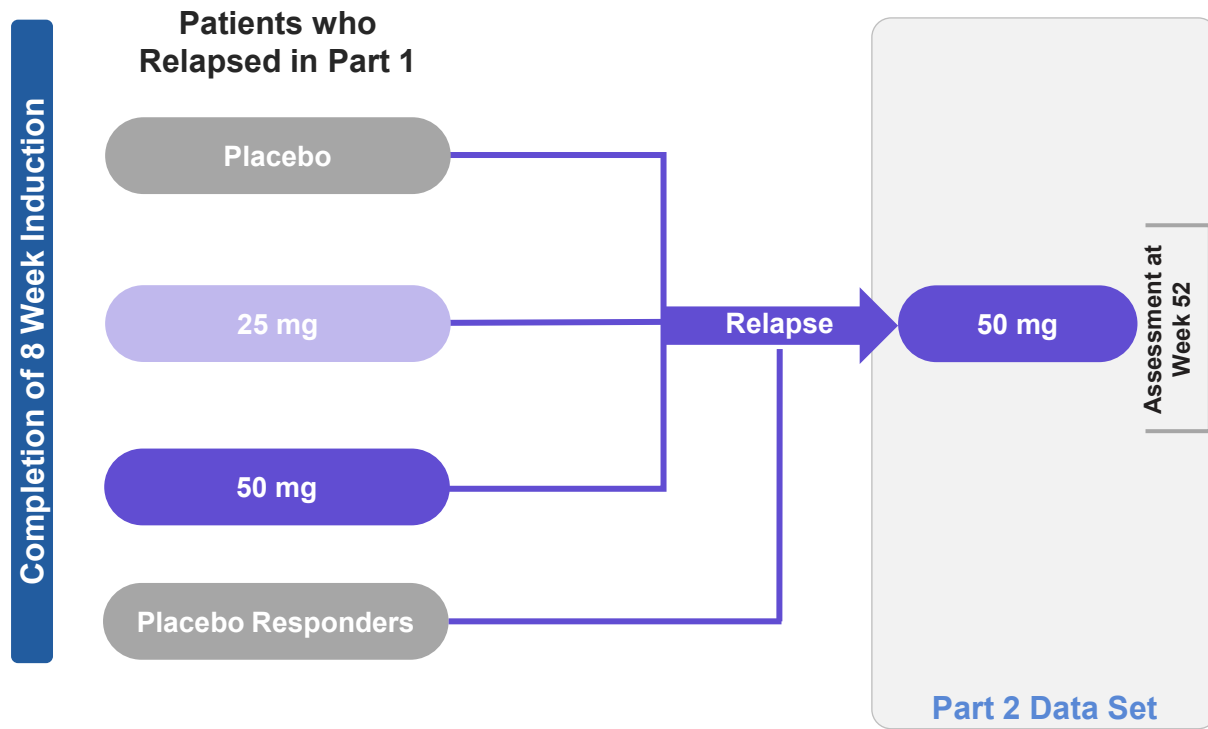 Completion of 8 Week Induction
Patients who
Relapsed in Part 1
Placebo
25 mg
50 mg
Placebo Responders
Relapse
50 mg
Assessment at
Week 52
Part 2 Data Set